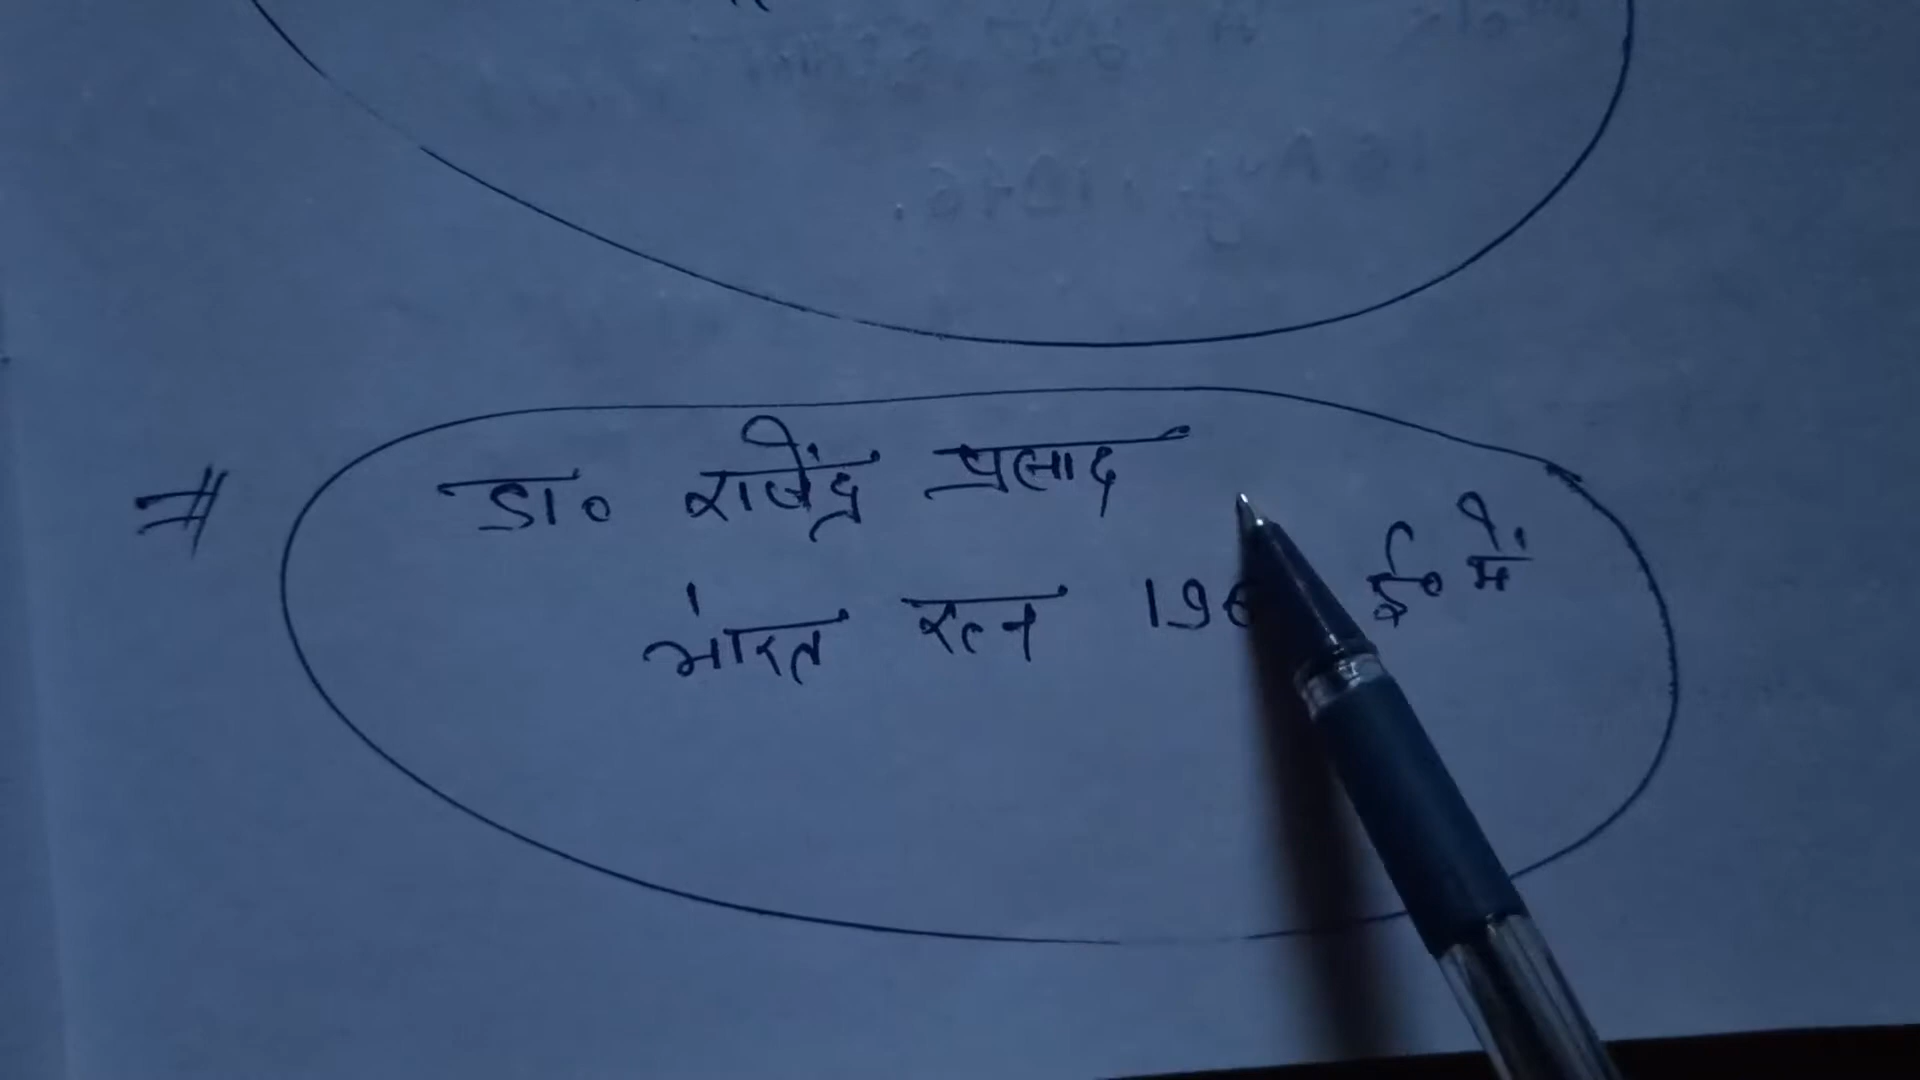 # डा० राजेंद्र प्रसाद
भारत रत्न 196 ई० में